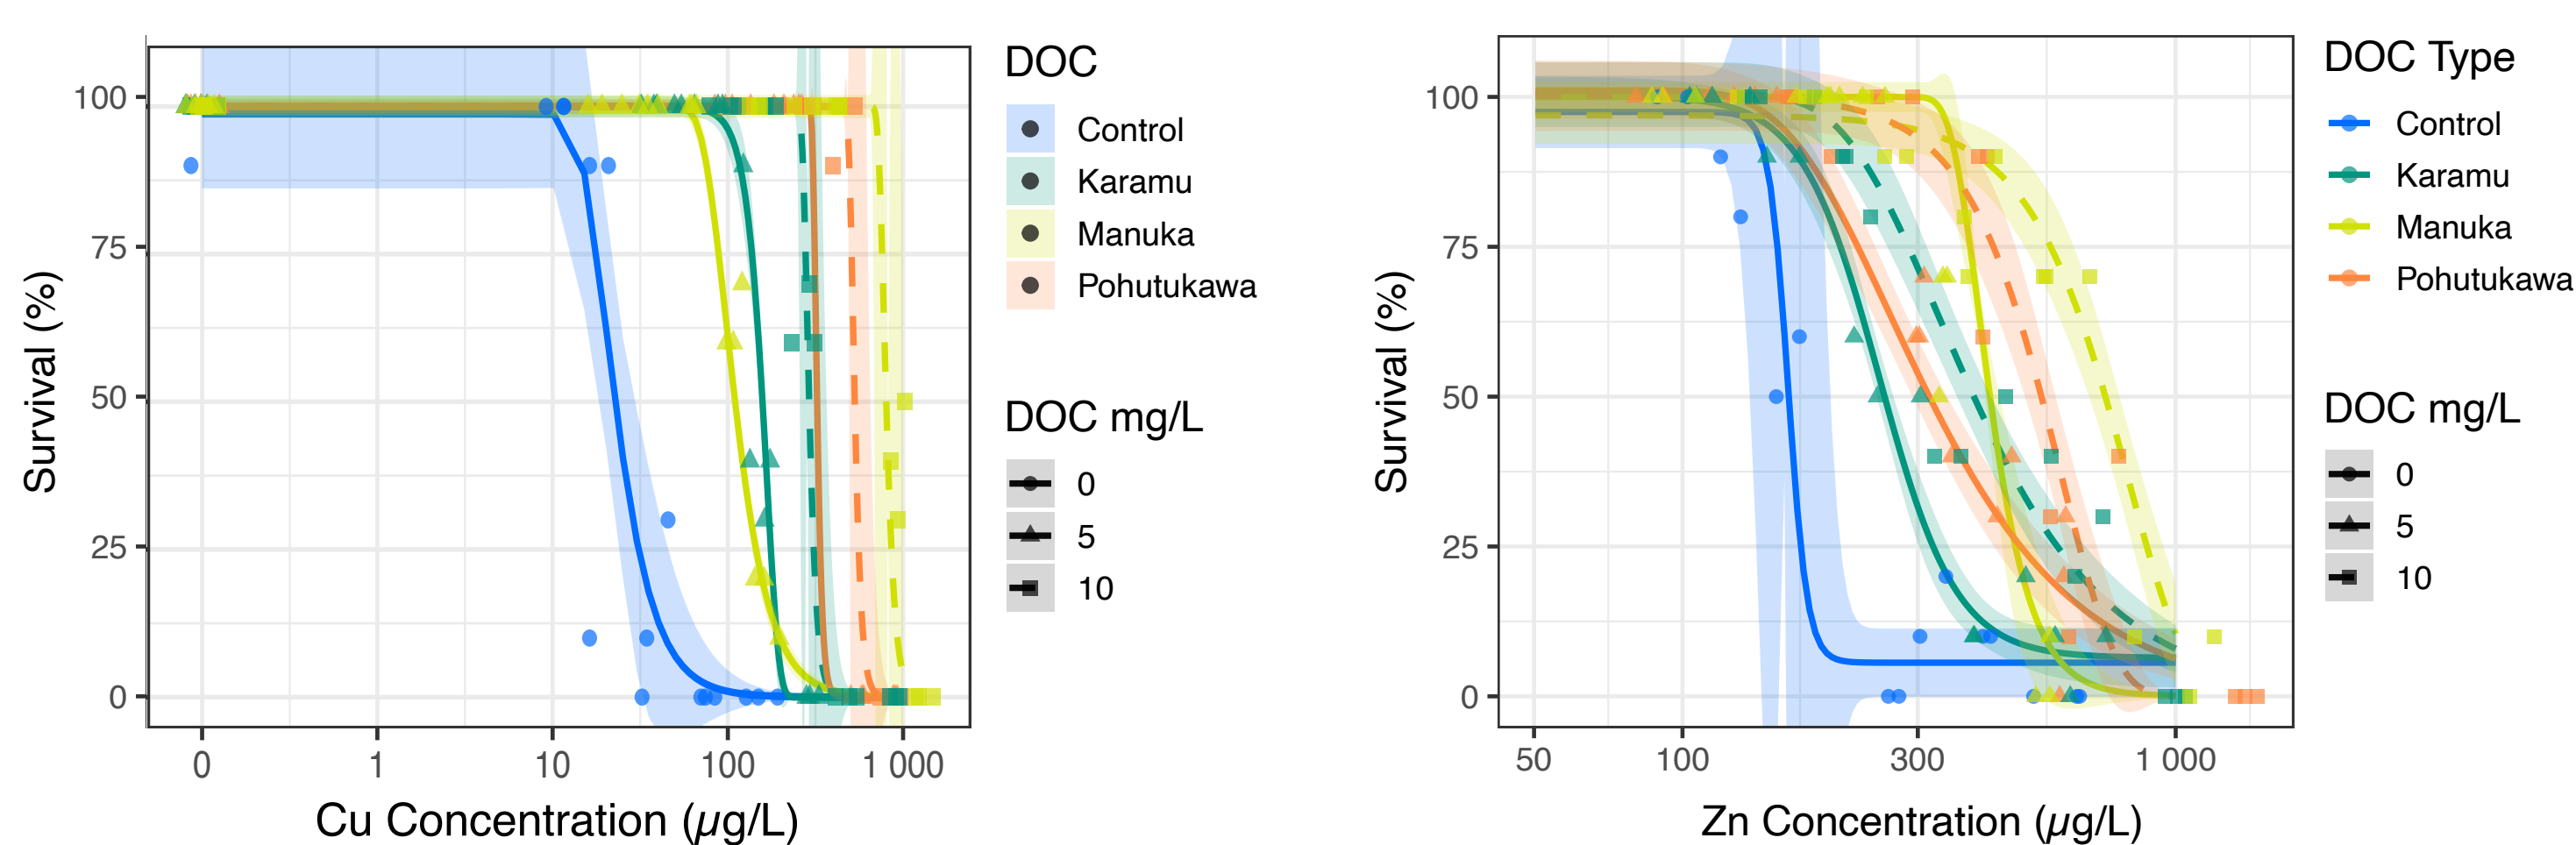 DOC
Control
Karamu
Manuka
Pohutukawa
DOC mg/L
0
5
10
100
75
50
25
0
Survival (%)
0 1 10 100 1 000
Cu Concentration (µg/L)
DOC Type
Control
Karamu
Manuka
Pohutukawa
DOC mg/L
0
5
10
100
75
50
25
0
Survival (%)
50 100 300 1 000
Zn Concentration (µg/L)